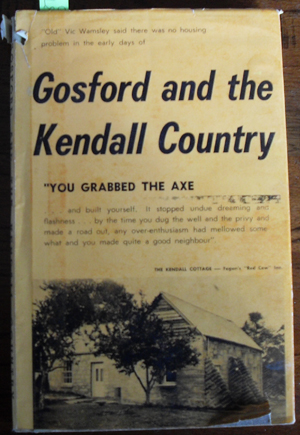 "Old" Vic Wamsley said there was no housing
problem in the early days of
Gosford and the
Kendall Country
"YOU GRABBED THE AXE
. . . and built yourself. It stopped undue dreaming and
flashness . . . by the time you dug the well and the privy and
made a road out, any over-enthusiasm had mellowed some
what and you made quite a good neighbour"
THE KENDALL COTTAGE — Fagan's "Red Cow" Inn